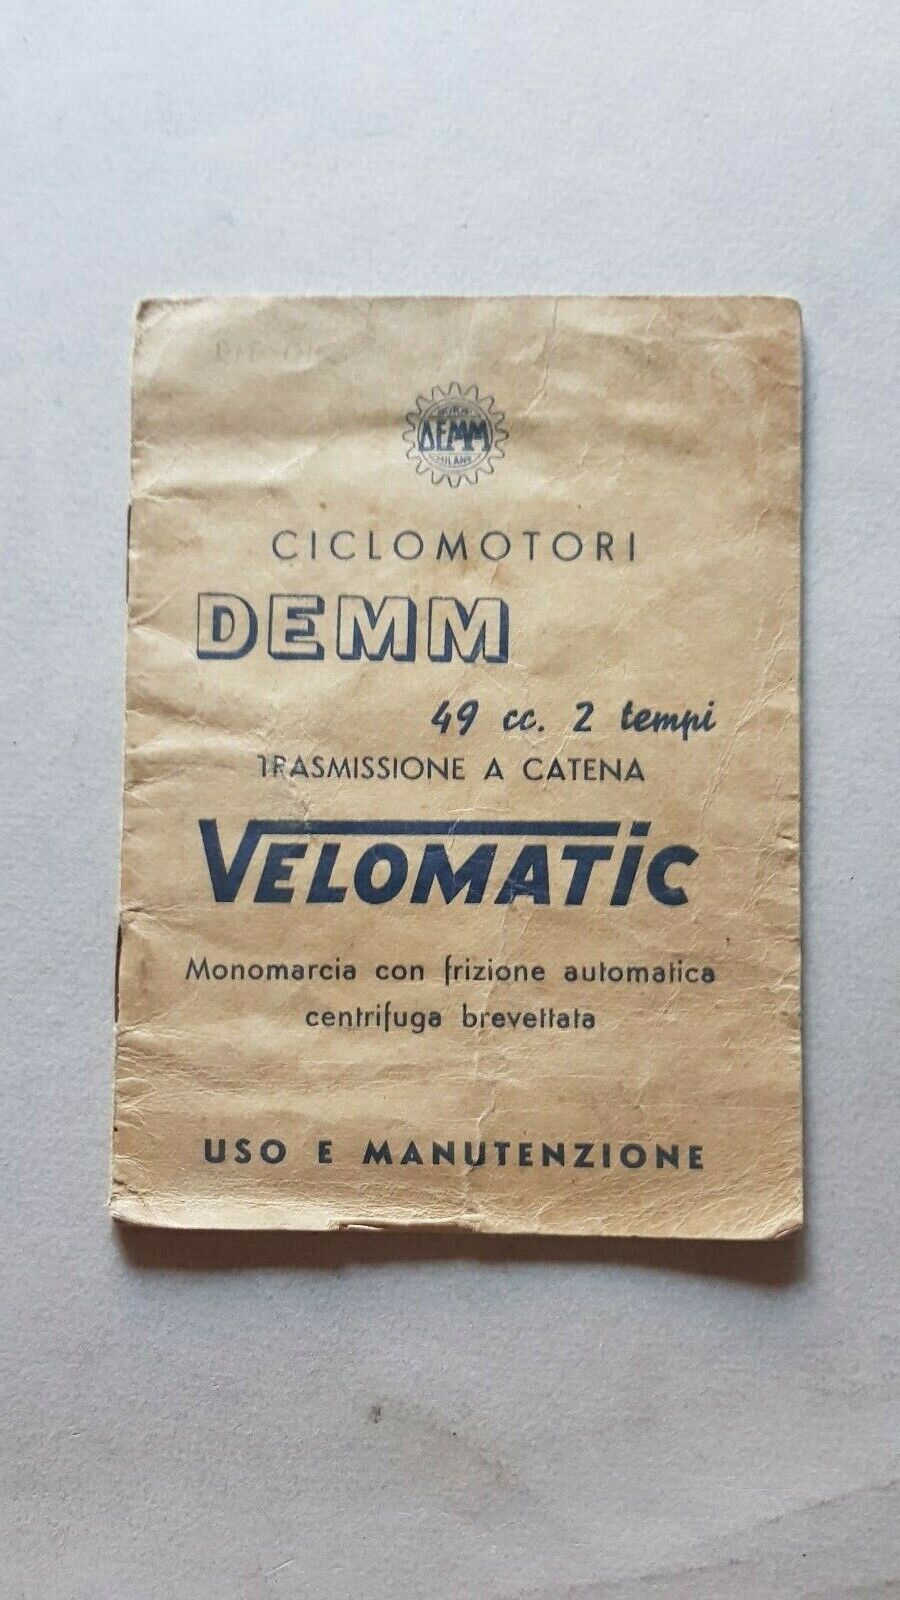 DEMM
MILANO
CICLOMOTORI
DEMM
49 cc. 2 tempi
TRASMISSIONE A CATENA
VELOMATIC
Monomarcia con frizione automatica
centrifuga brevettata
USO E MANUTENZIONE